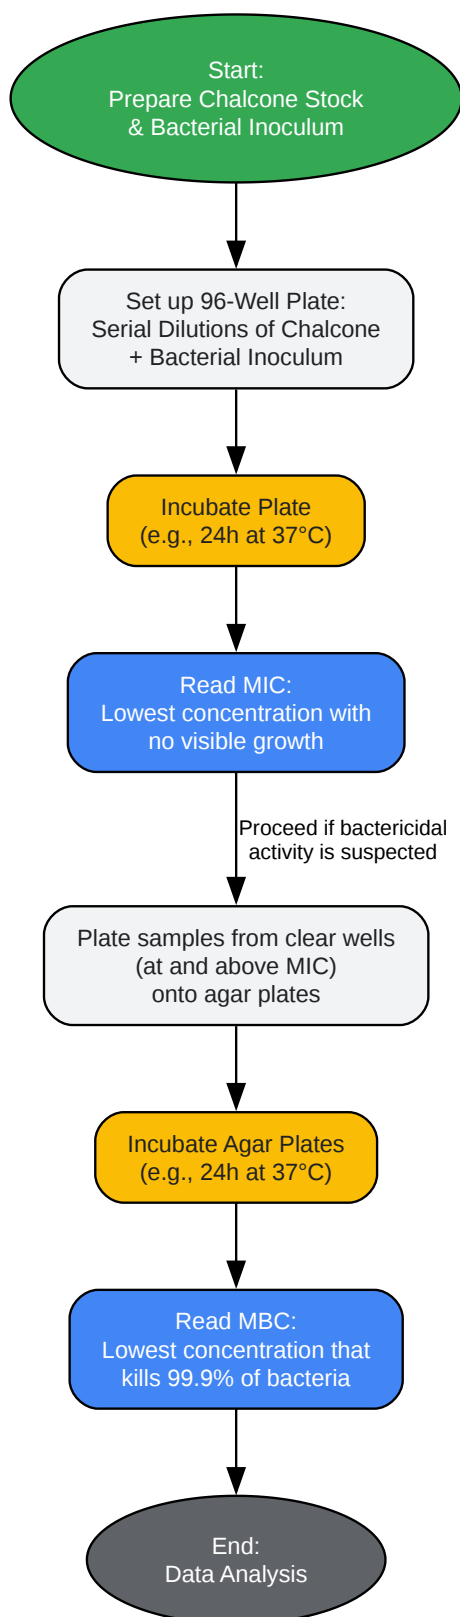 Start:
Prepare Chalcone Stock
& Bacterial Inoculum
Set up 96-Well Plate:
Serial Dilutions of Chalcone
+ Bacterial Inoculum
Incubate Plate
(e.g., 24h at 37°C)
Read MIC:
Lowest concentration with
no visible growth
Proceed if bactericidal
activity is suspected
Plate samples from clear wells
(at and above MIC)
onto agar plates
Incubate Agar Plates
(e.g., 24h at 37°C)
Read MBC:
Lowest concentration that
kills 99.9% of bacteria
End:
Data Analysis